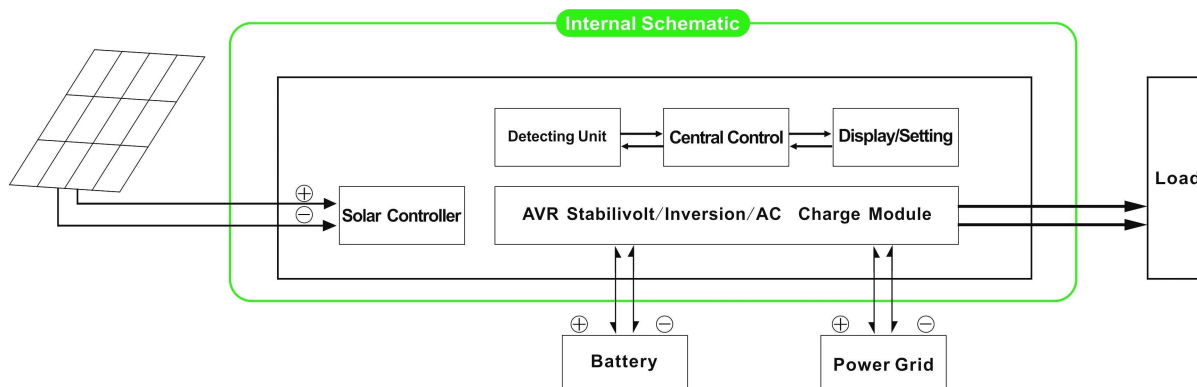 Internal Schematic
Detecting Unit
Central Control
Display/Setting
Load
+
−
Solar Controller
AVR Stabilivolt/Inversion/AC Charge Module
+ −
+ −
Battery
Power Grid